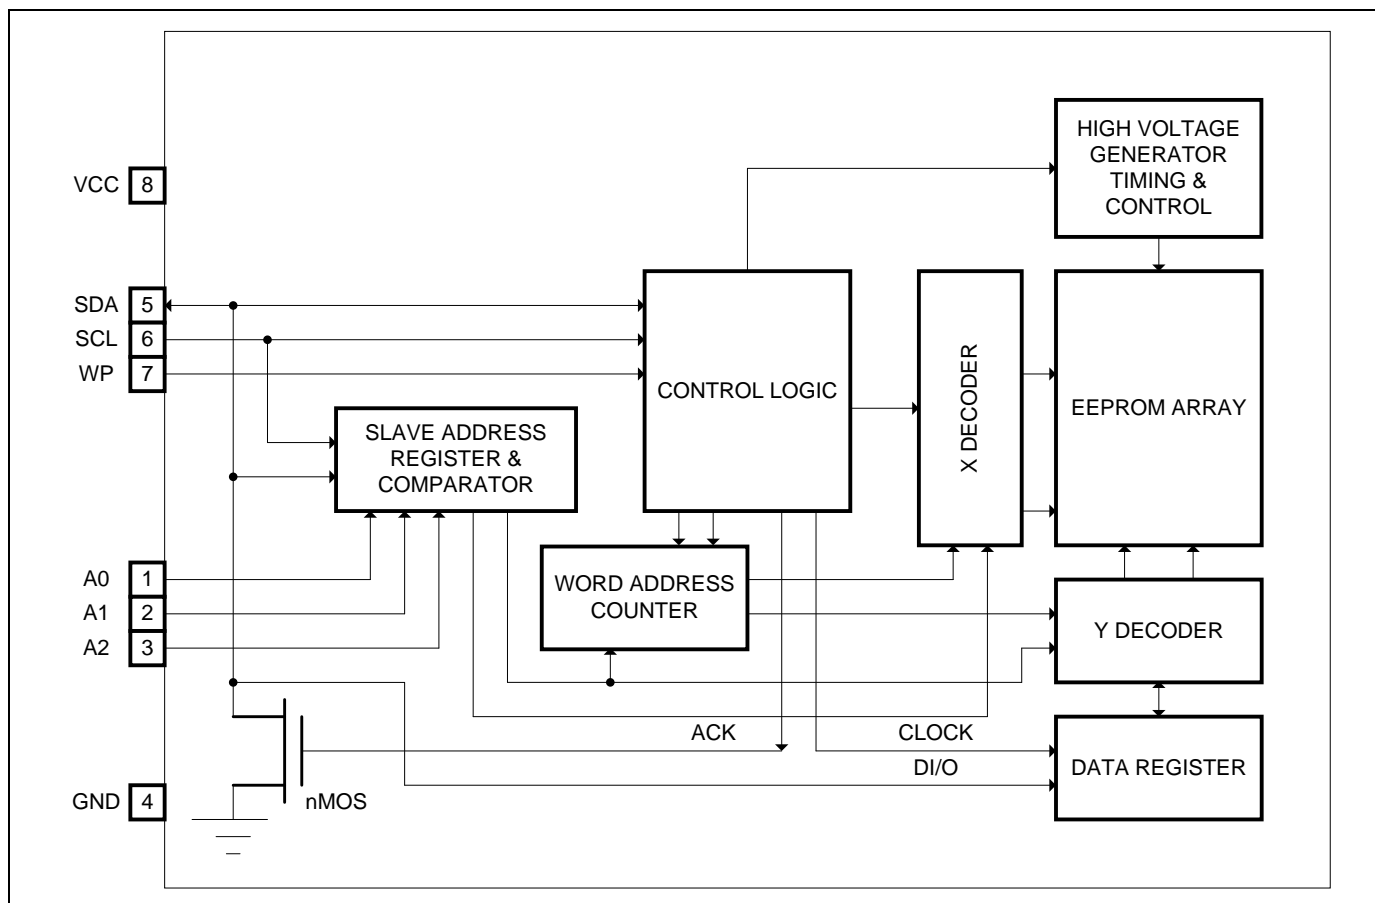 HIGH VOLTAGE
GENERATOR
TIMING &
CONTROL
VCC 8
SDA 5
SCL 6
WP 7
CONTROL LOGIC
X DECODER
EEPROM ARRAY
SLAVE ADDRESS
REGISTER &
COMPARATOR
A0 1
A1 2
A2 3
WORD ADDRESS
COUNTER
Y DECODER
ACK
CLOCK
DI/O
DATA REGISTER
GND 4
nMOS